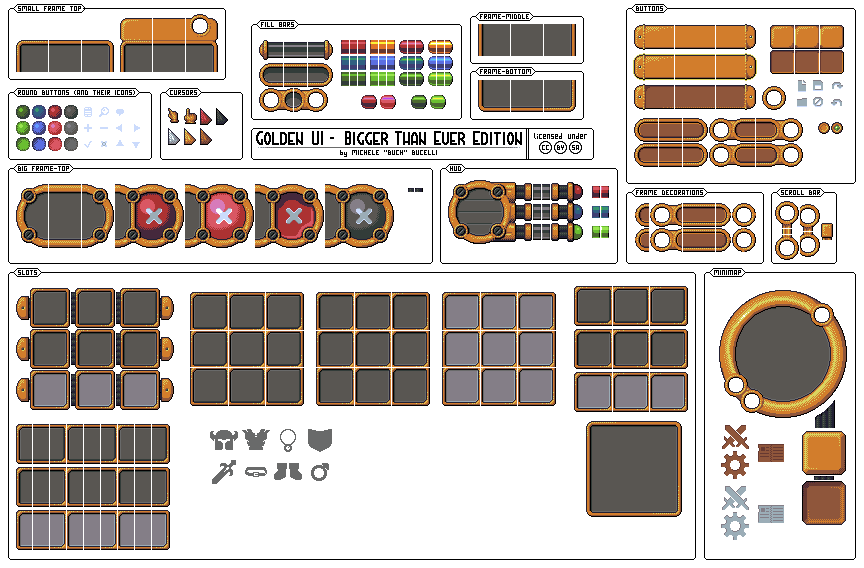 SMALL FRAME TOP
FILL BARS
FRAME-MIDDLE
BUTTONS
FRAME-BOTTOM
ROUND BUTTONS (AND THEIR ICONS)
CURSORS
GOLDEN UI - BIGGER THAN EVER EDITION
by MICHELE "BUCH" BUCELLI
licensed under
CC BY SA
BIG FRAME-TOP
HUD
FRAME DECORATIONS
SCROLL BAR
SLOTS
MINIMAP